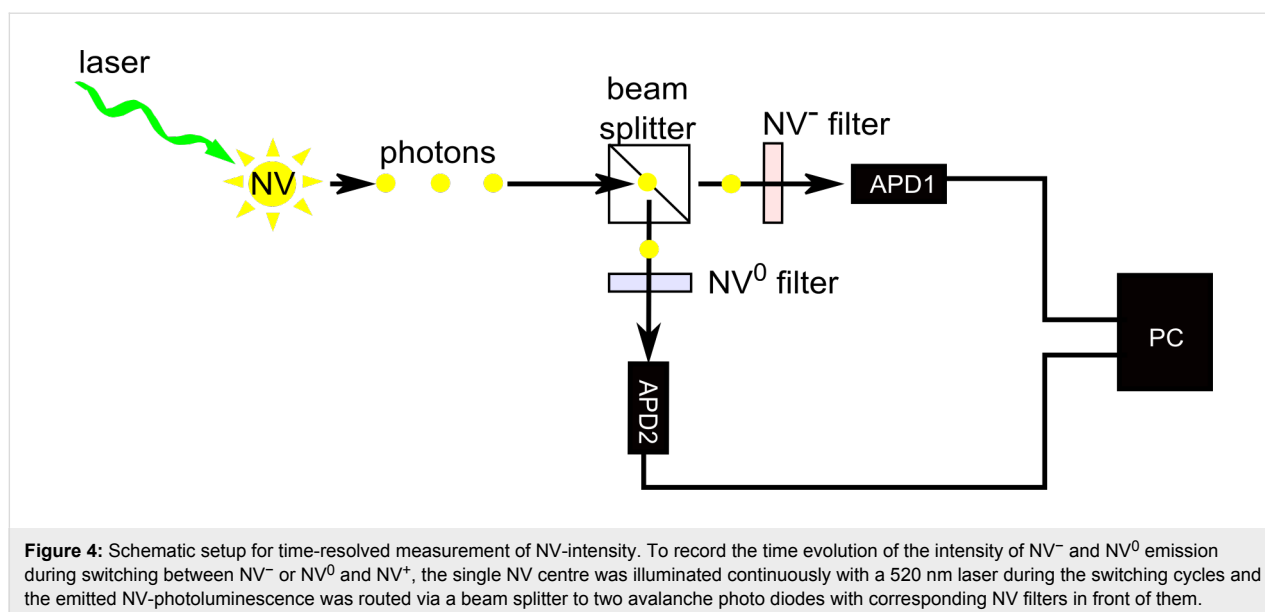 laser
NV
photons
beam
splitter
NV⁻ filter
APD1
NV⁰ filter
APD2
PC
Figure 4: Schematic setup for time-resolved measurement of NV-intensity. To record the time evolution of the intensity of NV⁻ and NV⁰ emission
during switching between NV⁻ or NV⁰ and NV⁺, the single NV centre was illuminated continuously with a 520 nm laser during the switching cycles and
the emitted NV-photoluminescence was routed via a beam splitter to two avalanche photo diodes with corresponding NV filters in front of them.